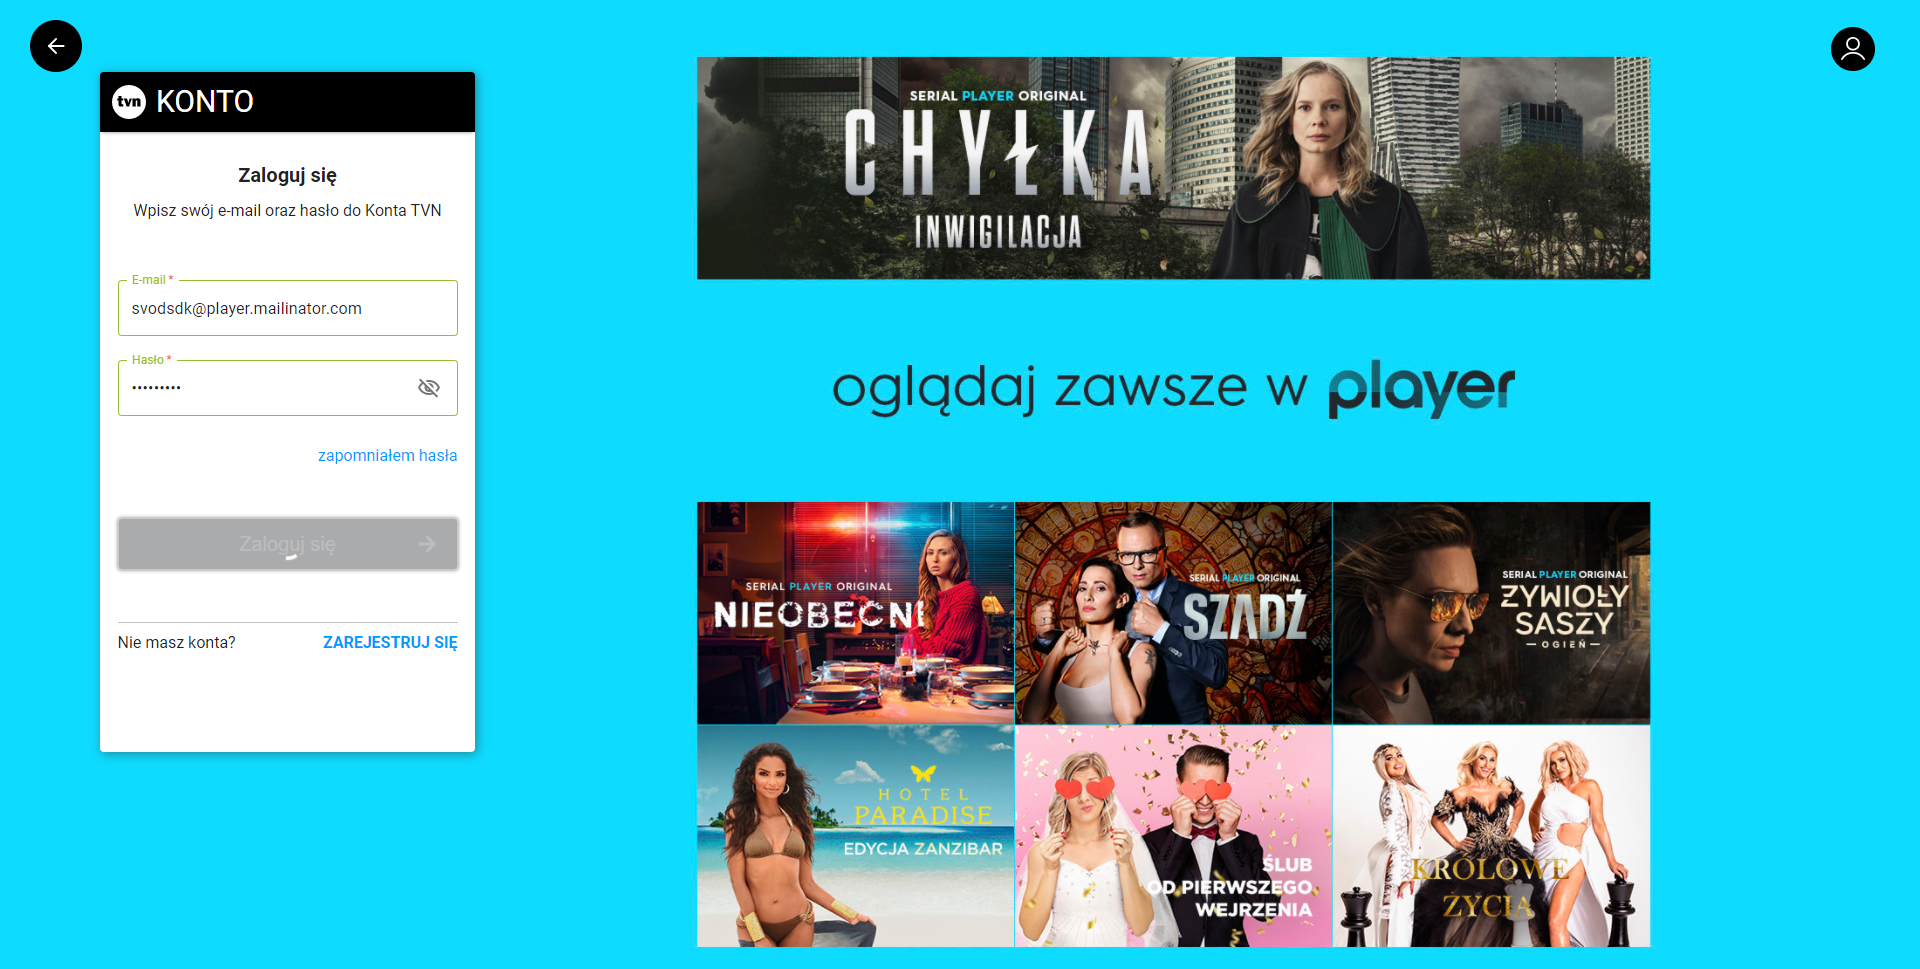 tvn KONTO
Zaloguj się
Wpisz swój e-mail oraz hasło do Konta TVN
E-mail *
svodsdk@player.mailinator.com
Hasło *
•••••••••
zapomniałem hasła
Zaloguj się
Nie masz konta?
ZAREJESTRUJ SIĘ
SERIAL PLAYER ORIGINAL
CHYŁKA
INWIGILACJA
oglądaj zawsze w player
SERIAL PLAYER ORIGINAL
NIEOBECNI
SERIAL PLAYER ORIGINAL
SZADŹ
SERIAL PLAYER ORIGINAL
ŻYWIOŁY
SASZY
— OGIEŃ —
HOTEL
PARADISE
EDYCJA ZANZIBAR
ŚLUB
OD PIERWSZEGO
WEJRZENIA
KRÓLOWE
ŻYCIA